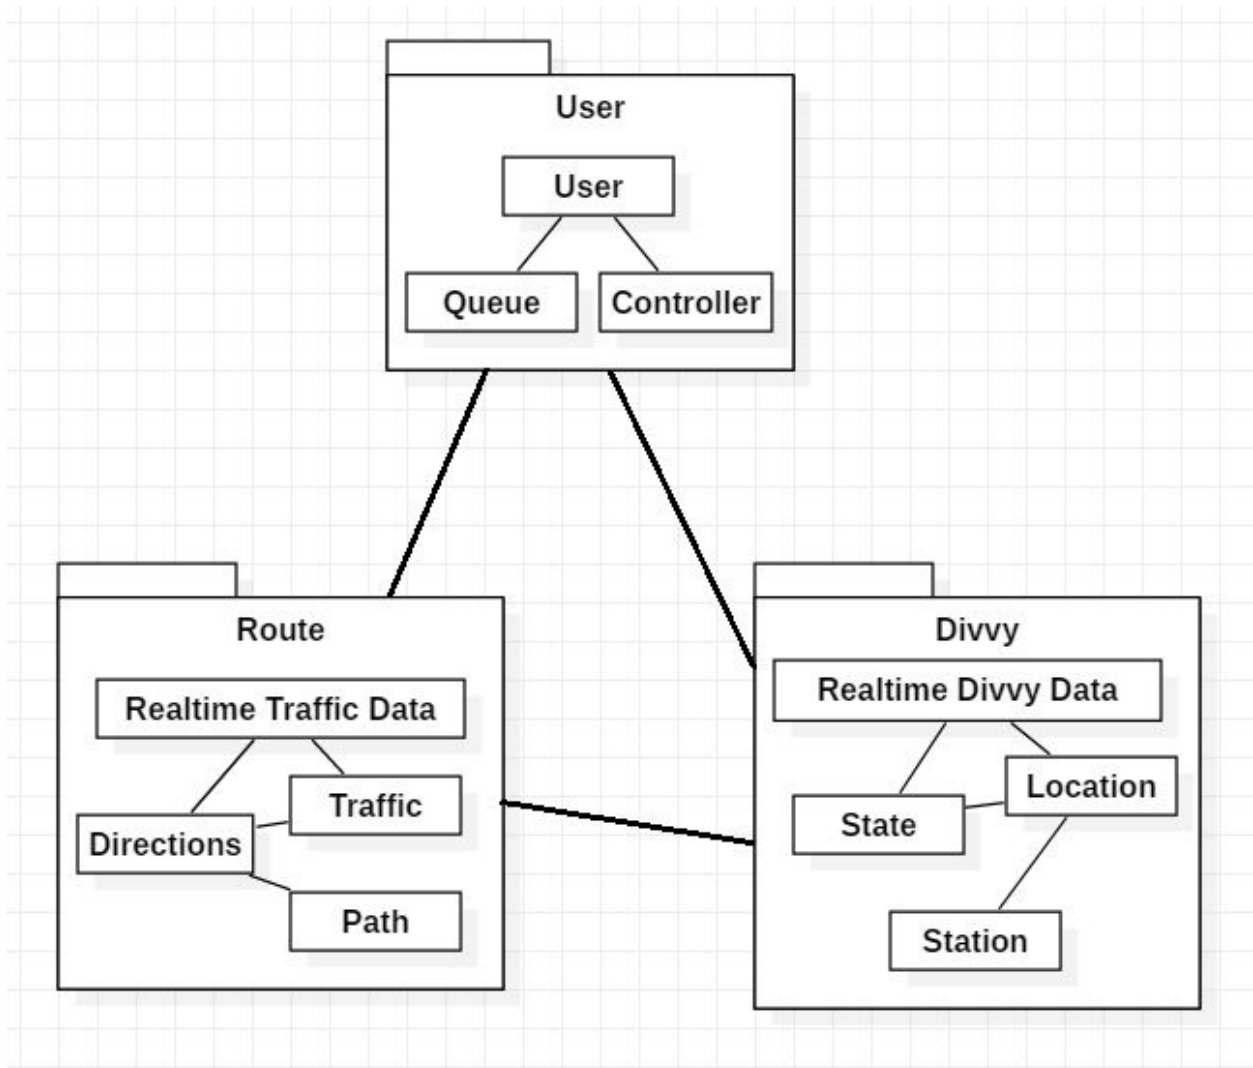 User
User
Queue
Controller
Route
Realtime Traffic Data
Traffic
Directions
Path
Divvy
Realtime Divvy Data
Location
State
Station